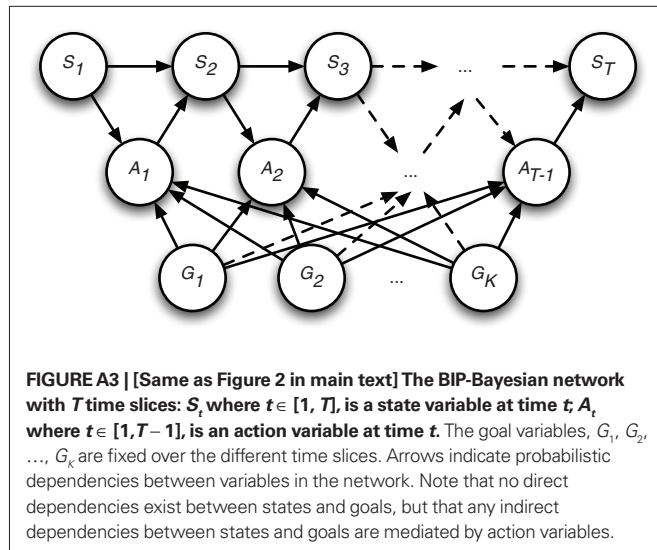 S1 S2 S3 ... ST
A1 A2 ... AT-1
G1 G2 ... GK
FIGURE A3 | [Same as Figure 2 in main text] The BIP-Bayesian network
with T time slices: St where t ∈ [1, T], is a state variable at time t; At
where t ∈ [1,T − 1], is an action variable at time t. The goal variables, G1, G2,
…, GK are fixed over the different time slices. Arrows indicate probabilistic
dependencies between variables in the network. Note that no direct
dependencies exist between states and goals, but that any indirect
dependencies between states and goals are mediated by action variables.